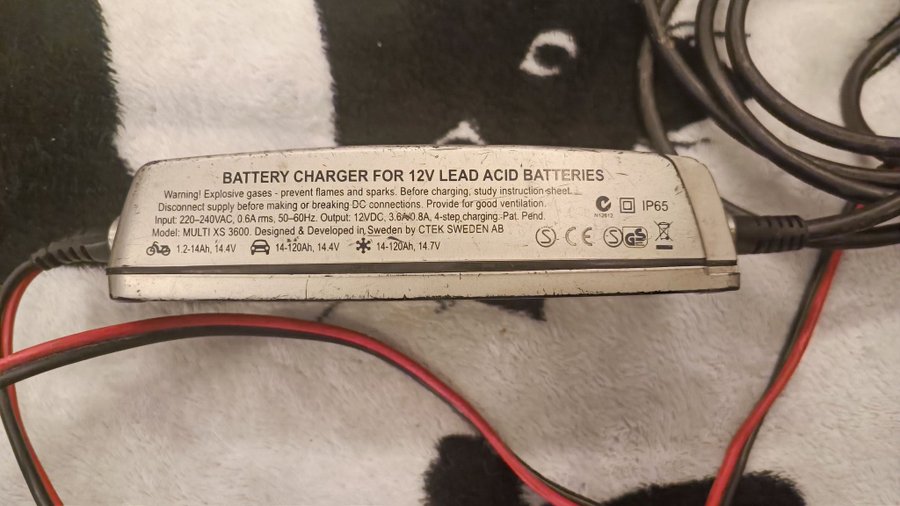 BATTERY CHARGER FOR 12V LEAD ACID BATTERIES
Warning! Explosive gases - prevent flames and sparks. Before charging, study instruction sheet.
Disconnect supply before making or breaking DC connections. Provide for good ventilation.
Input: 220–240VAC, 0.6A rms, 50–60Hz. Output: 12VDC, 3.6A/0.8A, 4-step charging. Pat. Pend.
Model: MULTI XS 3600. Designed & Developed in Sweden by CTEK SWEDEN AB
1.2-14Ah, 14.4V 14-120Ah, 14.4V 14-120Ah, 14.7V
N12612 IP65
S CE S GS